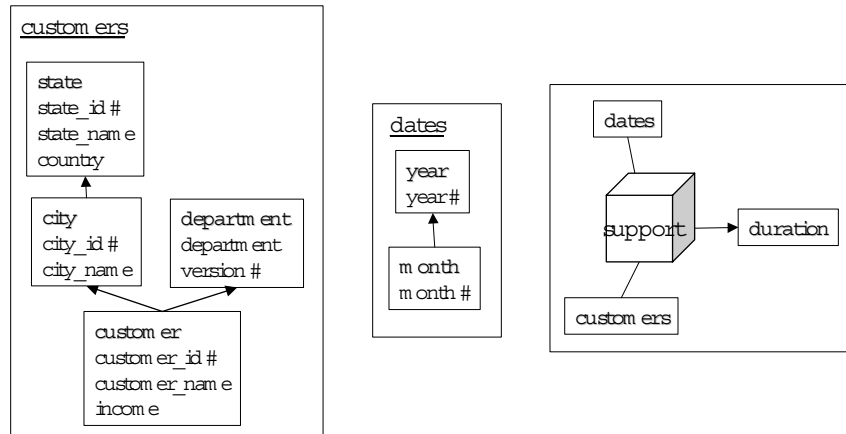 customers
state
state_id#
state_name
country
city
city_id#
city_name
department
department
version#
customer
customer_id#
customer_name
income
dates
year
year#
month
month#
dates
support
duration
customers